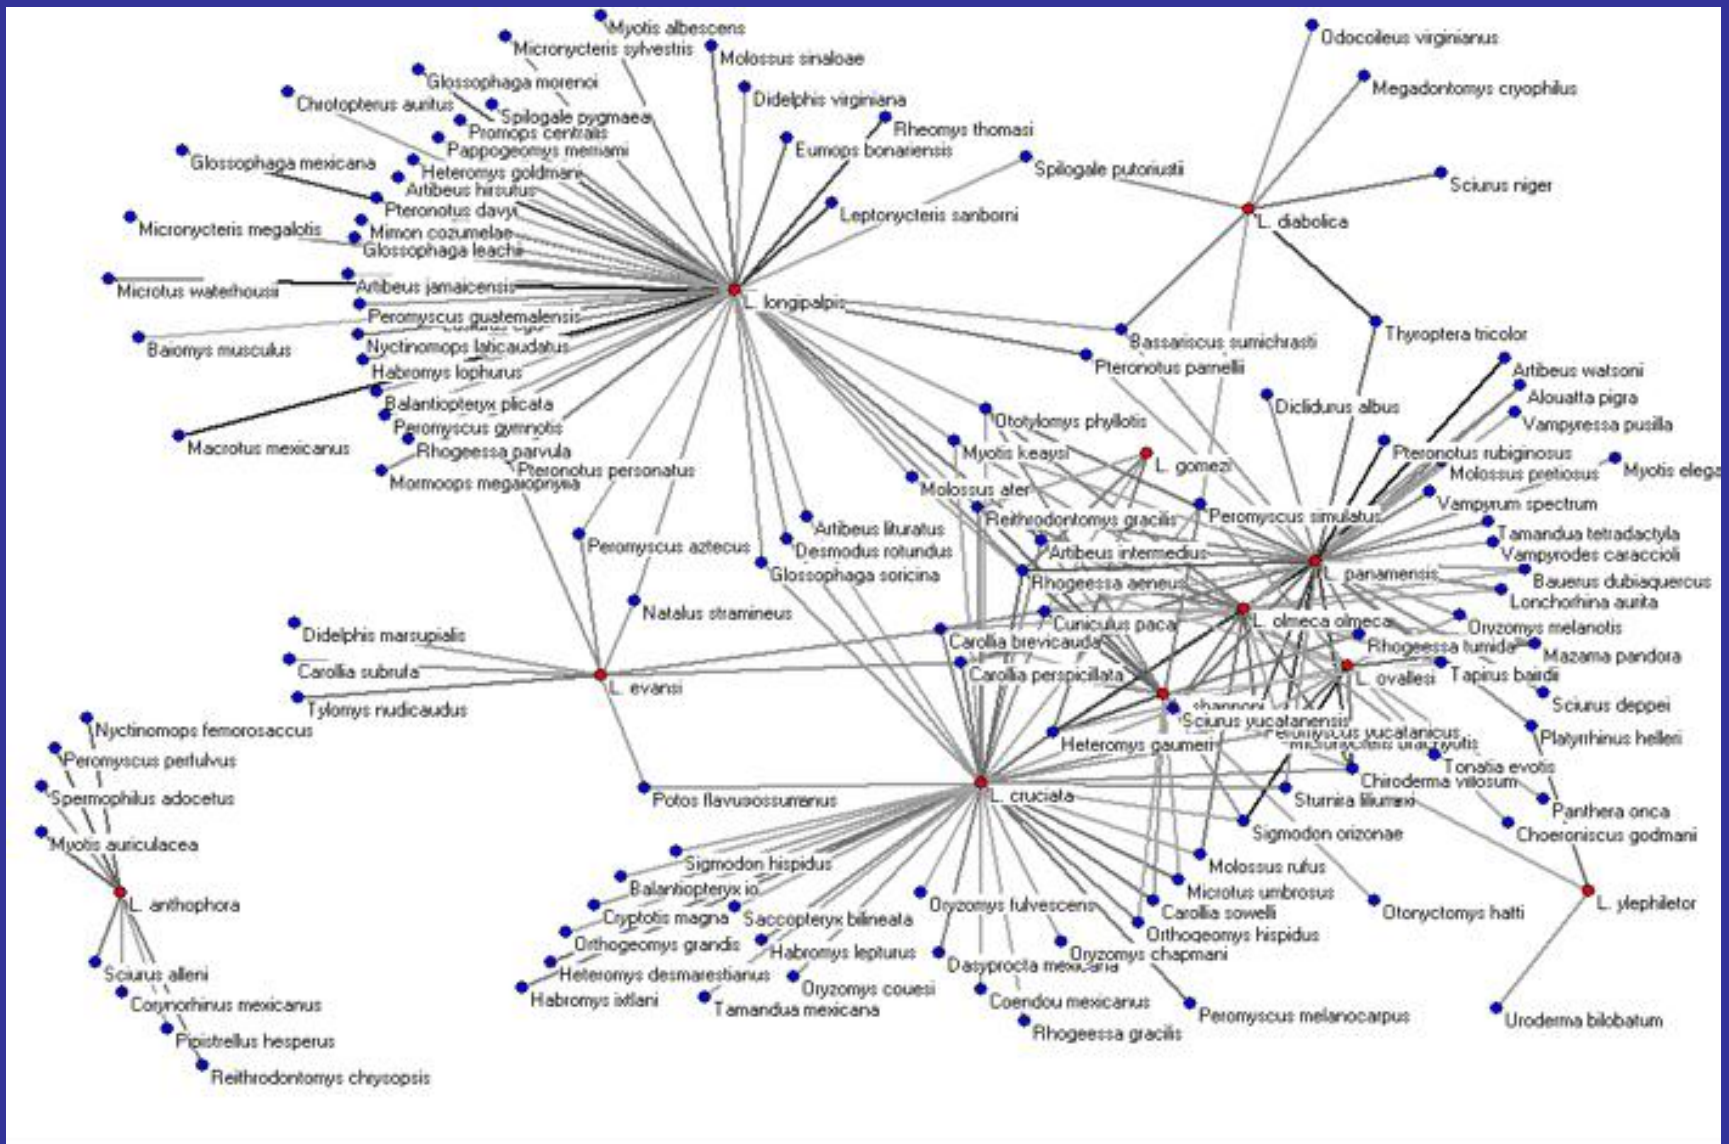 Myotis albescens
Micronycteris sylvestris
Molossus sinaloae
Odocoileus virginianus
Glossophaga morenoi
Megadontomys cryophilus
Chrotopterus auritus
Didelphis virginiana
Spilogale pygmaea
Promops centralis
Rheomys thomasi
Pappogeomys merriami
Eumops bonariensis
Glossophaga mexicana
Spilogale putoriustii
Heteromys goldmani
Sciurus niger
Artibeus hirsutus
Pteronotus davyi
Leptonycteris sanborni
L. diabolica
Micronycteris megalotis
Mimon cozumelae
Glossophaga leachii
Microtus waterhousii
Artibeus jamaicensis
L. longipalpis
Peromyscus guatemalensis
Thyroptera tricolor
Bassariscus sumichrasti
Baiomys musculus
Nyctinomops laticaudatus
Pteronotus parnellii
Habromys lophurus
Artibeus watsoni
Alouatta pigra
Balantiopteryx plicata
Diclidurus albus
Peromyscus gymnotis
Ototylomys phyllotis
Vampyressa pusilla
Macrotus mexicanus
Rhogeessa parvula
Myotis keaysi
Pteronotus rubiginosus
Pteronotus personatus
L. gomezi
Molossus pretiosus
Myotis elega
Mormoops megalophylla
Molossus ater
Vampyrum spectrum
Reithrodontomys gracilis
Peromyscus simulatus
Artibeus lituratus
Tamandua tetradactyla
Peromyscus aztecus
Desmodus rotundus
Artibeus intermedius
Vampyrodes caraccioli
Glossophaga soricina
Rhogeessa aeneus
L. panamensis
Bauerus dubiaquercus
Lonchorhina aurita
Natalus stramineus
Cuniculus paca
L. olmeca olmeca
Oryzomys melanotis
Didelphis marsupialis
Carollia brevicauda
Rhogeessa tumida
Mazama pandora
Carollia subrufa
L. evansi
Carollia perspicillata
L. ovallesi
Tapirus bairdii
Tylomys nudicaudus
shannoni
Sciurus deppei
Sciurus yucatanensis
Nyctinomops femorosaccus
Peromyscus yucatanicus
Platyrrhinus helleri
Heteromys gaumeri
Peromyscus perfulvus
Tonatia evotis
Chiroderma villosum
Spermophilus adocetus
Potos flavus
L. cruciata
Panthera onca
Sigmodon orizonae
Choeroniscus godmani
Myotis auriculacea
Sigmodon hispidus
Molossus rufus
Balantiopteryx io
Microtus umbrosus
L. anthophora
Oryzomys fulvescens
L. ylephiletor
Cryptotis magna
Saccopteryx bilineata
Carollia sowelli
Otonyctomys hatti
Orthogeomys grandis
Orthogeomys hispidus
Habromys lepturus
Oryzomys chapmani
Sciurus alleni
Heteromys desmarestianus
Dasyprocta mexicana
Oryzomys couesi
Corynorhinus mexicanus
Habromys ixtlani
Tamandua mexicana
Coendou mexicanus
Peromyscus melanocarpus
Uroderma bilobatum
Pipistrellus hesperus
Rhogeessa gracilis
Reithrodontomys chrysopsis